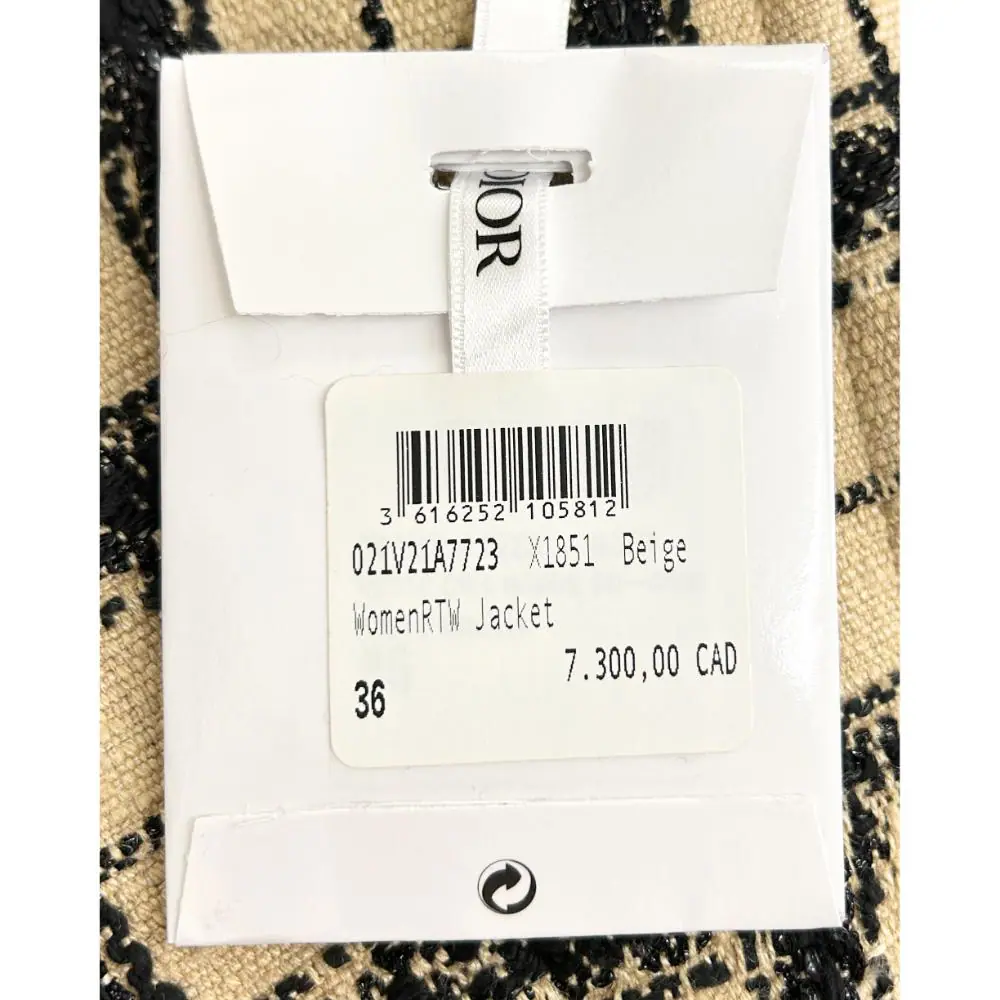 DIOR
3 616252 105812
021V21A7723 X1851 Beige
WomenRTW Jacket
7.300,00 CAD
36